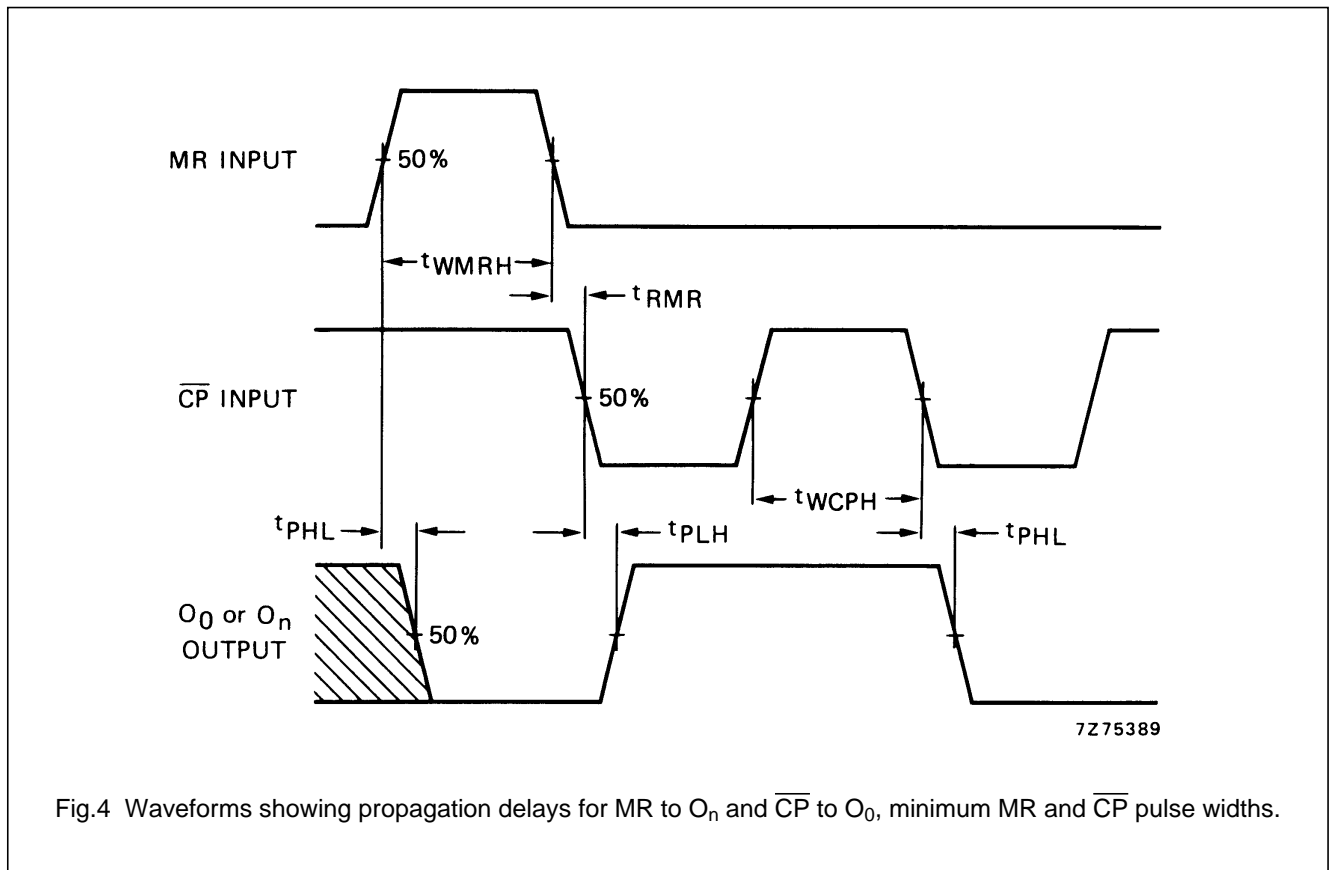 MR INPUT
50%
tWMRH
tRMR
CP INPUT
50%
tWCPH
tPHL
tPLH
tPHL
O0 or On
OUTPUT
50%
7Z75389
Fig.4 Waveforms showing propagation delays for MR to On and CP to O0, minimum MR and CP pulse widths.